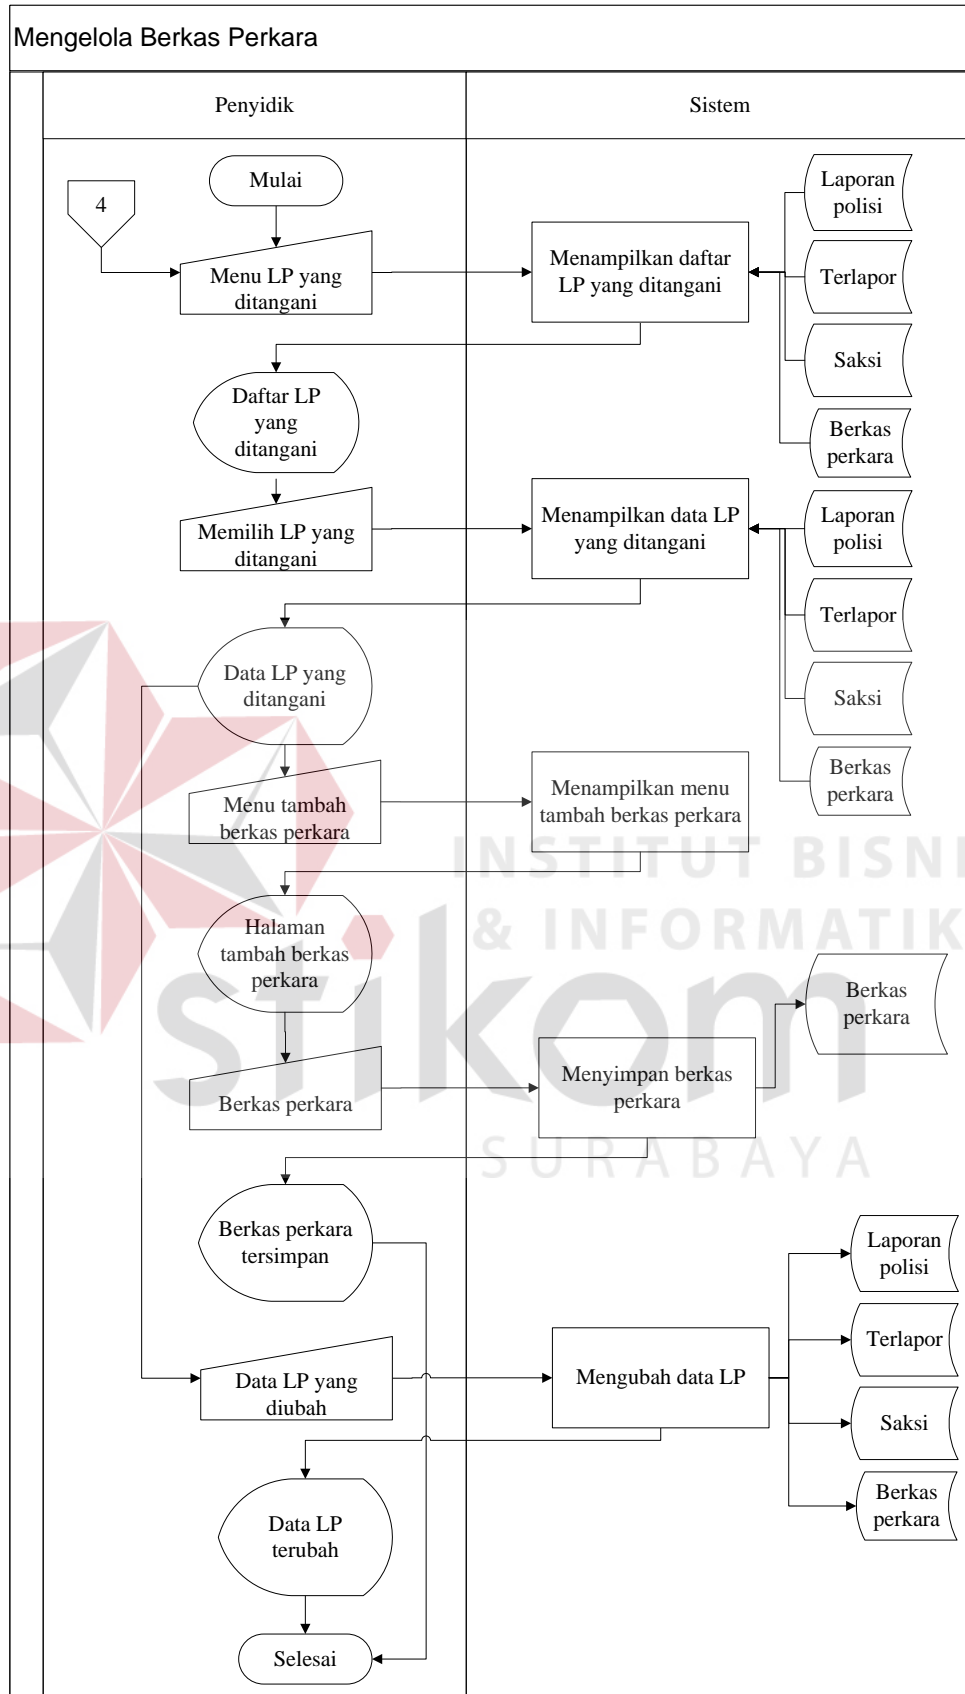 Mengelola Berkas Perkara
Penyidik
Sistem
4
Mulai
Menu LP yang
ditangani
Menampilkan daftar
LP yang ditangani
Laporan
polisi
Terlapor
Saksi
Berkas
perkara
Daftar LP
yang
ditangani
Memilih LP yang
ditangani
Menampilkan data LP
yang ditangani
Laporan
polisi
Terlapor
Saksi
Berkas
perkara
Data LP yang
ditangani
Menu tambah
berkas perkara
Menampilkan menu
tambah berkas perkara
INSTITUT BISNI
& INFORMATIK
stikom
SURABAYA
Halaman
tambah berkas
perkara
Berkas perkara
Menyimpan berkas
perkara
Berkas
perkara
Berkas perkara
tersimpan
Data LP yang
diubah
Mengubah data LP
Laporan
polisi
Terlapor
Saksi
Berkas
perkara
Data LP
terubah
Selesai